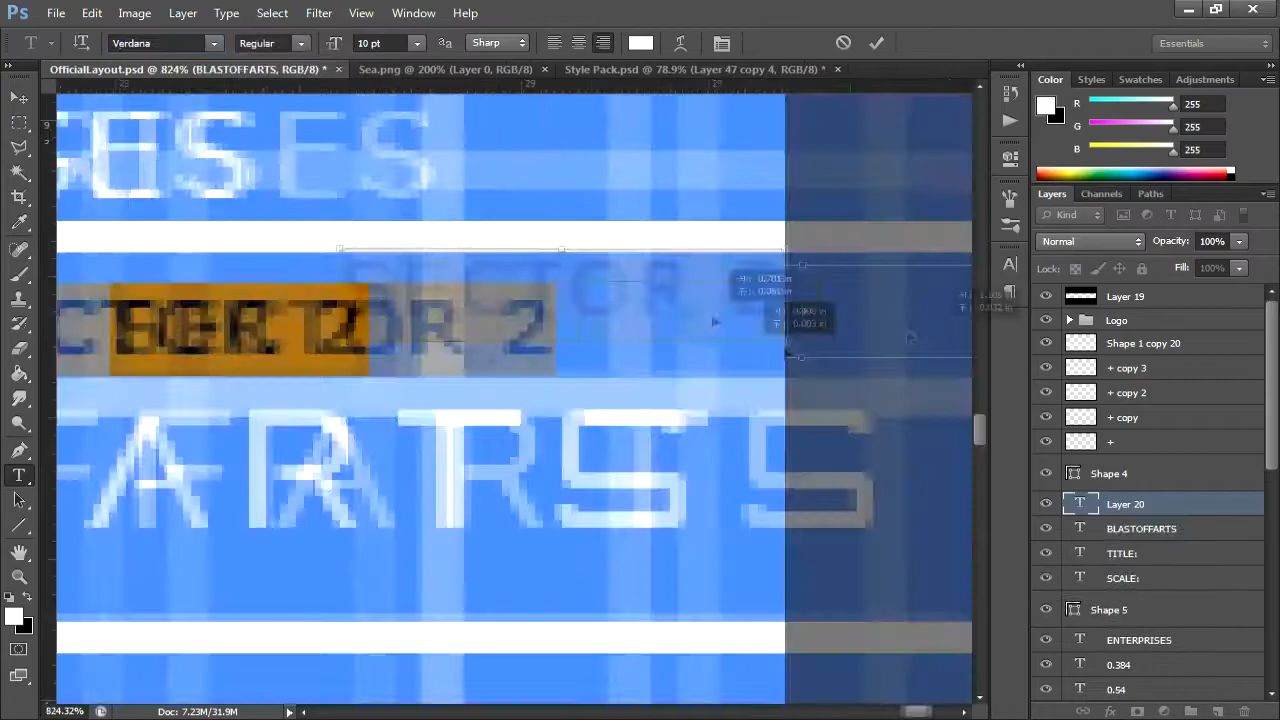 Ps File Edit Image Layer Type Select Filter View Window Help
T Verdana Regular 10 pt Sharp Essentials
OfficialLayout.psd @ 824% (BLASTOFFARTS, RGB/8) * × Sea.png @ 200% (Layer 0, RGB/8) × Style Pack.psd @ 78.9% (Layer 47 copy 4, RGB/8) * ×
Color Styles Swatches Adjustments
R 255
G 255
B 255
Layers Channels Paths
Kind
Normal Opacity: 100%
Lock: Fill: 100%
Layer 19
Logo
Shape 1 copy 20
+ copy 3
+ copy 2
+ copy
+
Shape 4
Layer 20
BLASTOFFARTS
TITLE:
SCALE:
Shape 5
ENTERPRISES
0.384
0.54
824.32% Doc: 7.23M/31.9M